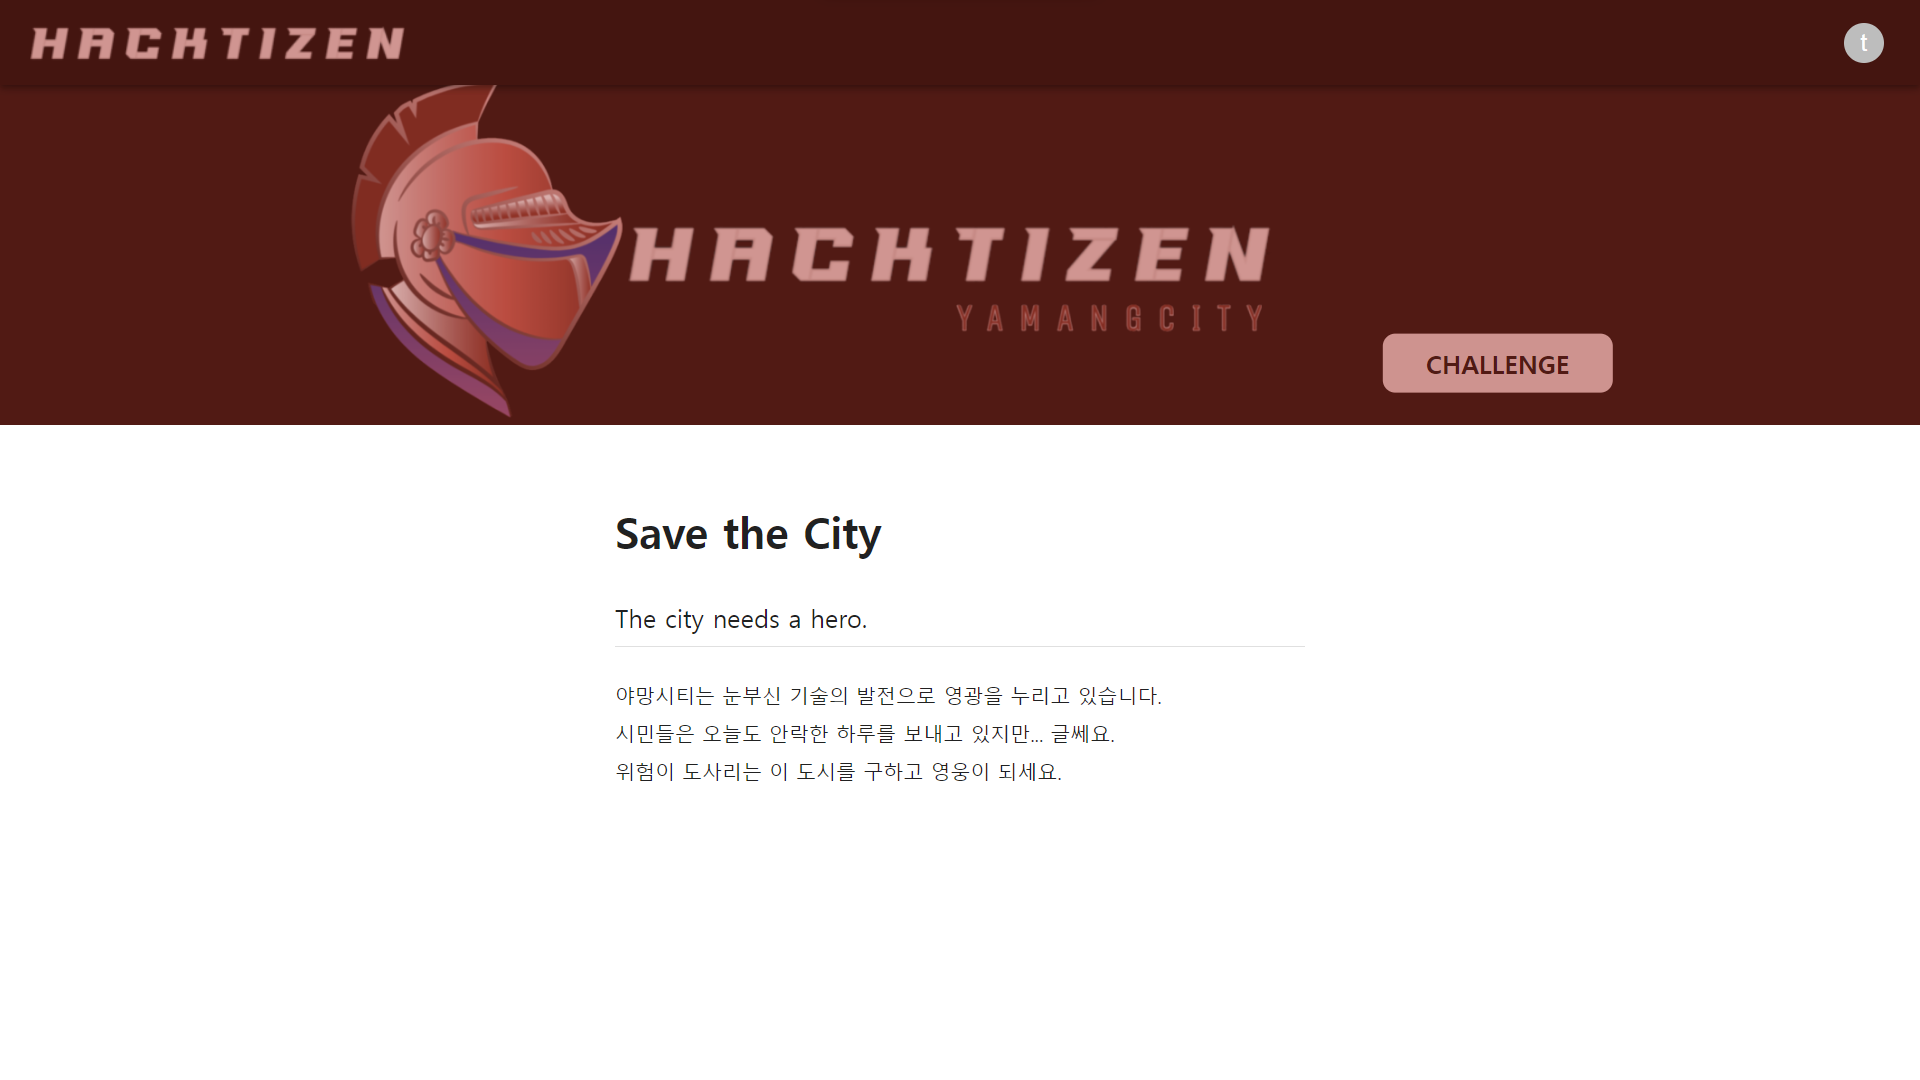 HACKTIZEN
t
HACKTIZEN
YAMANGCITY
CHALLENGE
Save the City
The city needs a hero.
야망시티는 눈부신 기술의 발전으로 영광을 누리고 있습니다.
시민들은 오늘도 안락한 하루를 보내고 있지만... 글쎄요.
위험이 도사리는 이 도시를 구하고 영웅이 되세요.